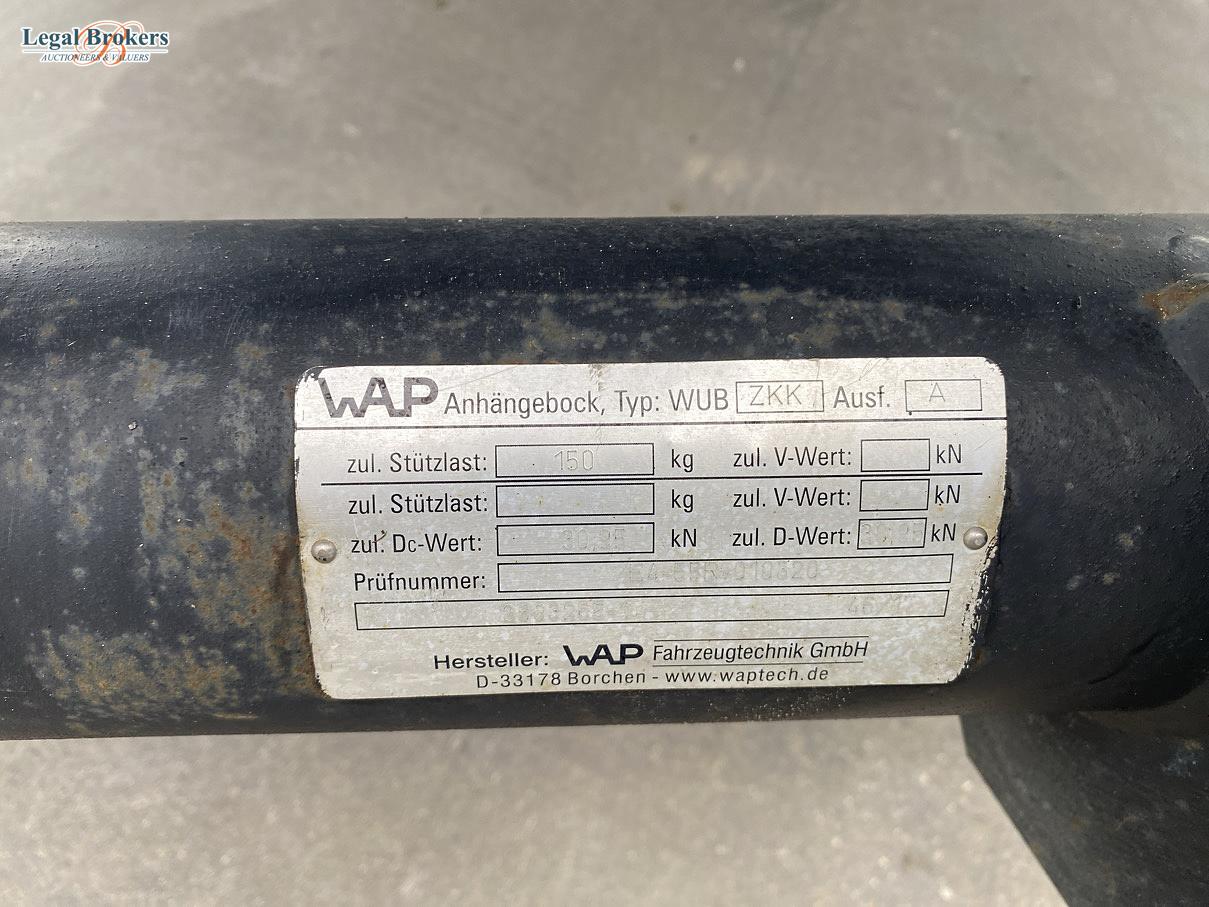 Legal Brokers
AUCTIONEERS & VALUERS
WAP Anhängebock, Typ: WUB ZKK Ausf. A
zul. Stützlast: 150 kg zul. V-Wert: kN
zul. Stützlast: kg zul. V-Wert: kN
zul. Dc-Wert: kN zul. D-Wert: kN
Prüfnummer:
Hersteller: WAP Fahrzeugtechnik GmbH
D-33178 Borchen - www.waptech.de